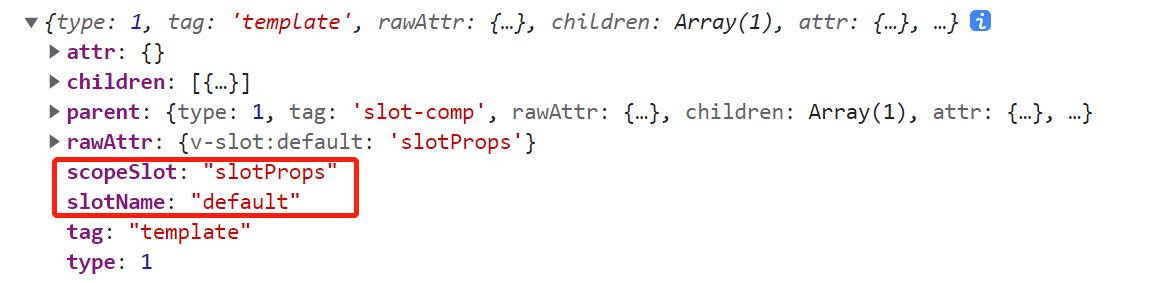 ▼ {type: 1, tag: 'template', rawAttr: {…}, children: Array(1), attr: {…}, …} i
▶ attr: {}
▶ children: [{…}]
▶ parent: {type: 1, tag: 'slot-comp', rawAttr: {…}, children: Array(1), attr: {…}, …}
▶ rawAttr: {v-slot:default: 'slotProps'}
scopeSlot: "slotProps"
slotName: "default"
tag: "template"
type: 1